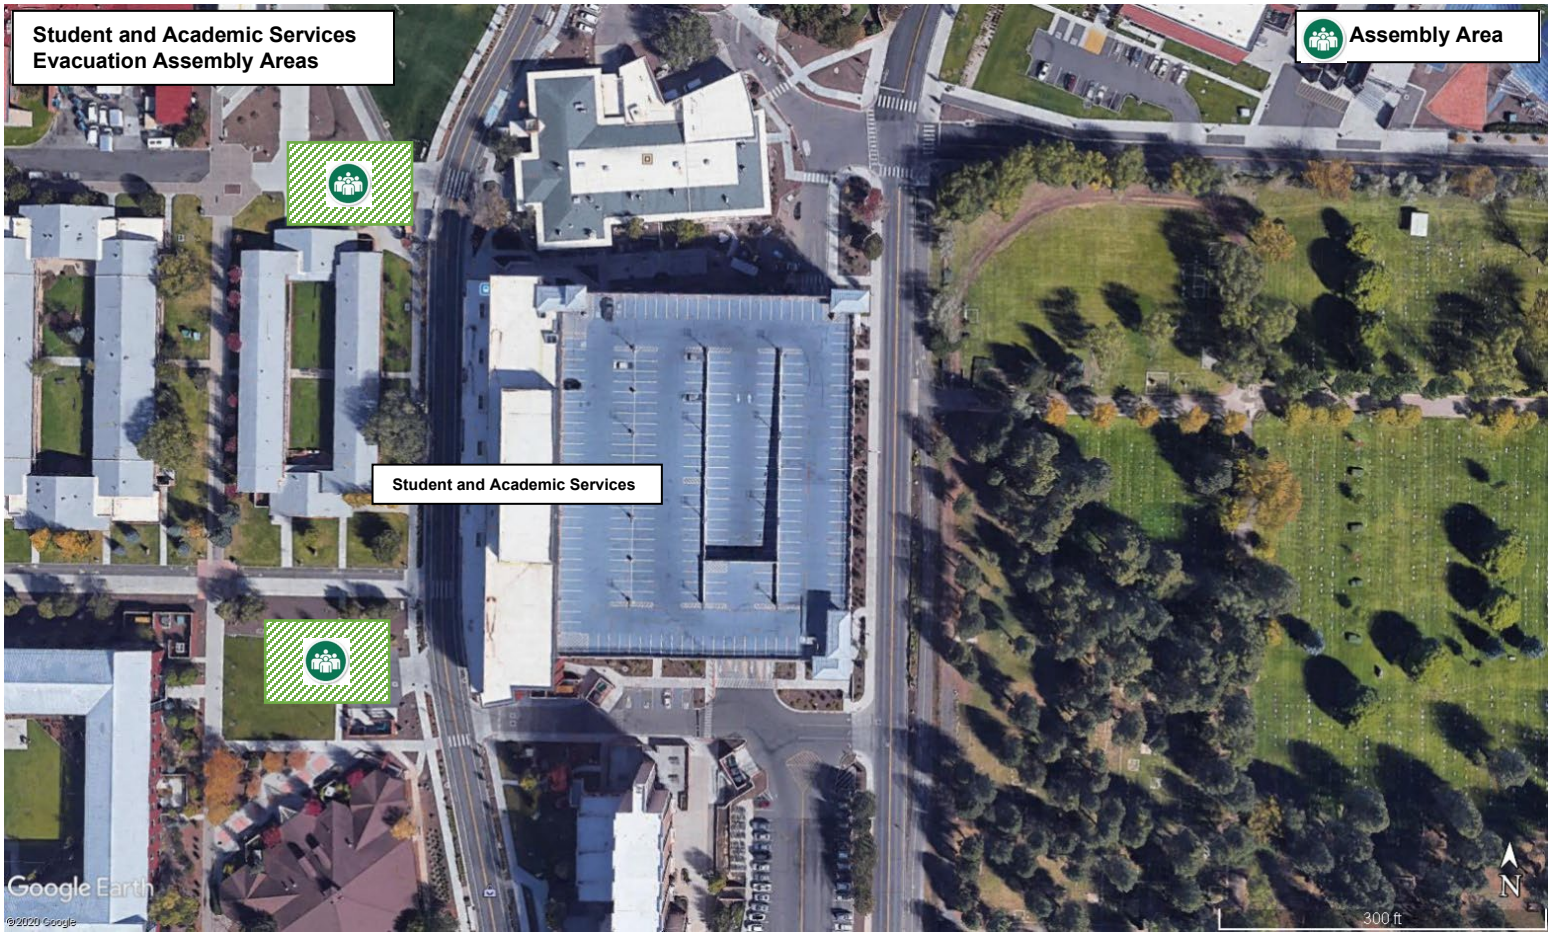 Student and Academic Services
Evacuation Assembly Areas
Assembly Area
Student and Academic Services
Google Earth
©2020 Google
N
300 ft